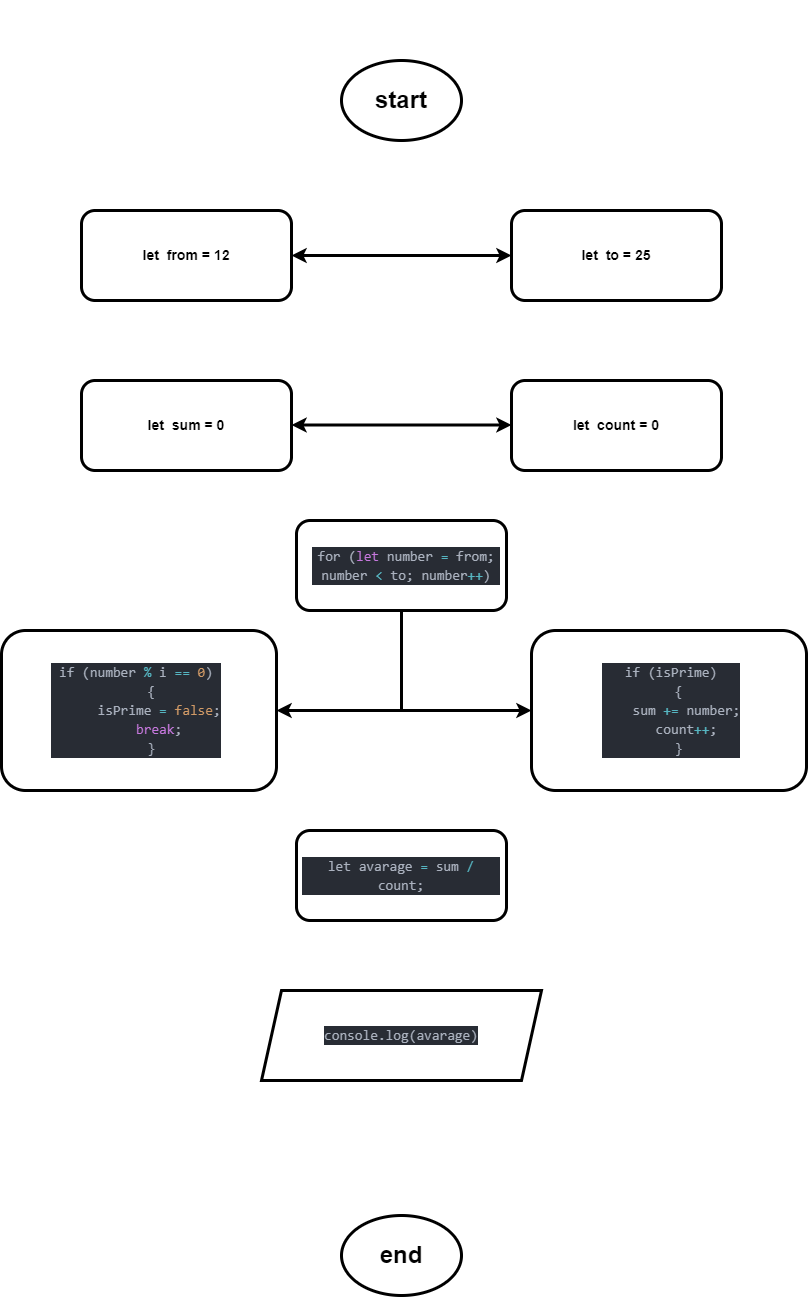 start
let from = 12
let to = 25
let sum = 0
let count = 0
for (let number = from;
number < to; number++)
if (number % i == 0)
{
isPrime = false;
break;
}
if (isPrime)
{
sum += number;
count++;
}
let avarage = sum /
count;
console.log(avarage)
end